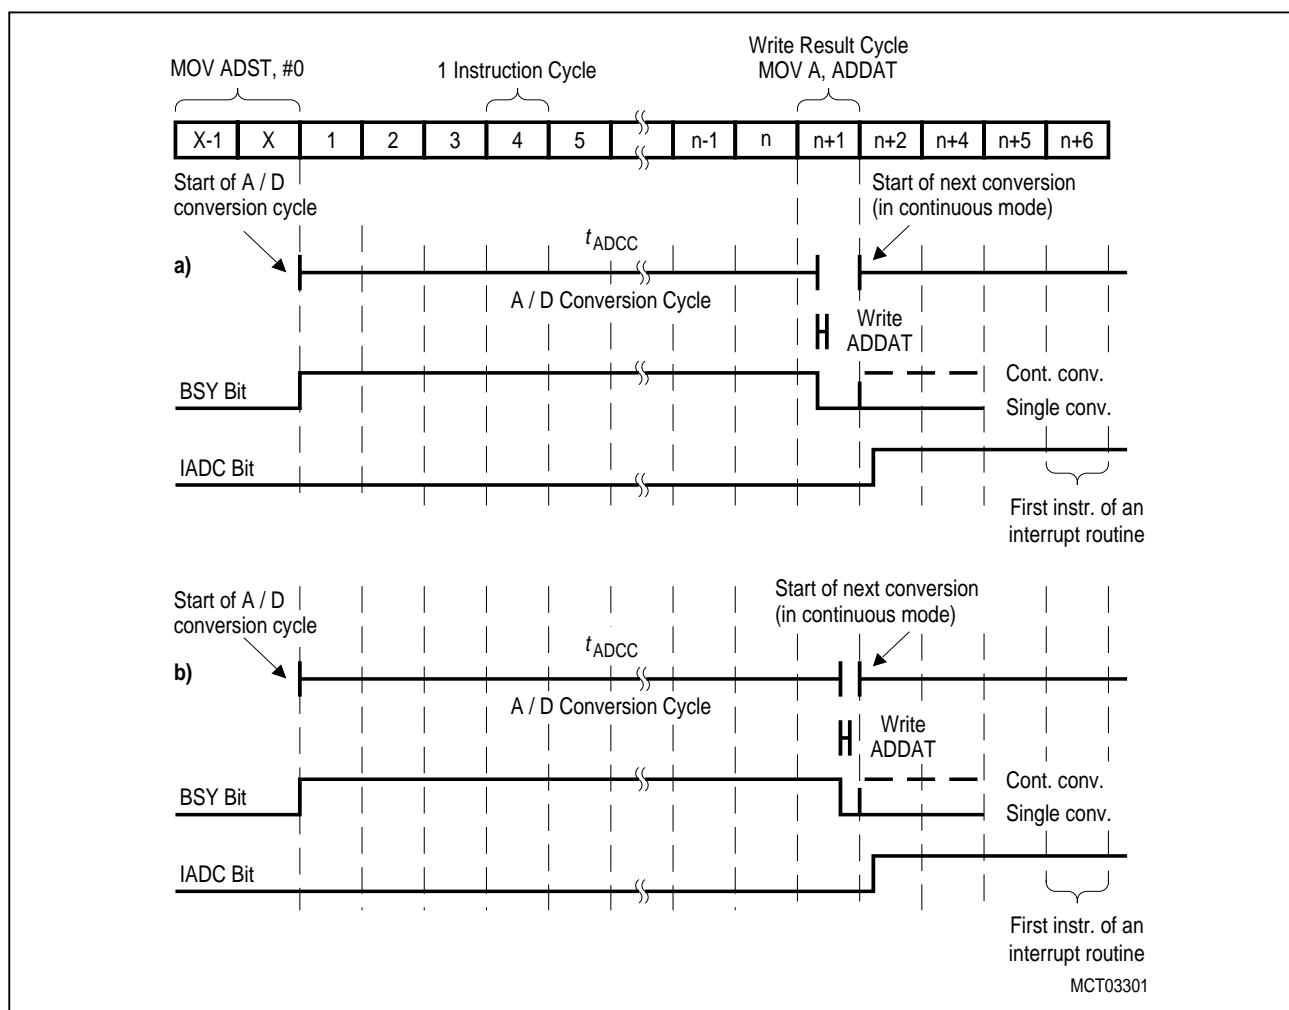 Write Result Cycle
MOV ADST, #0
1 Instruction Cycle
MOV A, ADDAT
X-1 X 1 2 3 4 5 n-1 n n+1 n+2 n+4 n+5 n+6
Start of A / D
conversion cycle
Start of next conversion
(in continuous mode)
tADCC
a)
A / D Conversion Cycle
Write
ADDAT
BSY Bit
Cont. conv.
Single conv.
IADC Bit
First instr. of an
interrupt routine
Start of A / D
conversion cycle
Start of next conversion
(in continuous mode)
tADCC
b)
A / D Conversion Cycle
Write
ADDAT
BSY Bit
Cont. conv.
Single conv.
IADC Bit
First instr. of an
interrupt routine
MCT03301